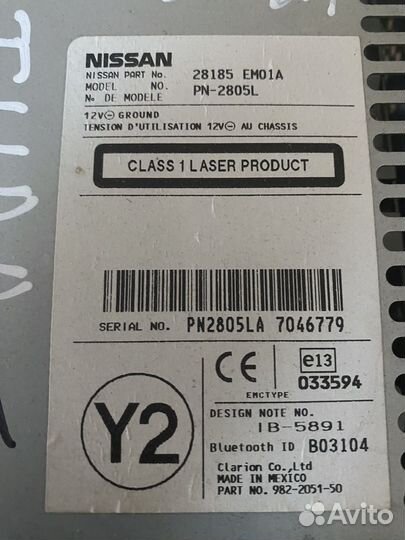 NISSAN
NISSAN PART No. 28185 EM01A
MODEL NO. PN-2805L
No DE MODELE
12V⊖ GROUND
TENSION D'UTILISATION 12V⊖ AU CHASSIS
CLASS 1 LASER PRODUCT
SERIAL NO. PN2805LA 7046779
CE e13
033594
EMCTYPE
Y2
DESIGN NOTE NO.
IB-5891
Bluetooth ID B03104
Clarion Co.,Ltd
MADE IN MEXICO
PART NO. 982-2051-50
Avito